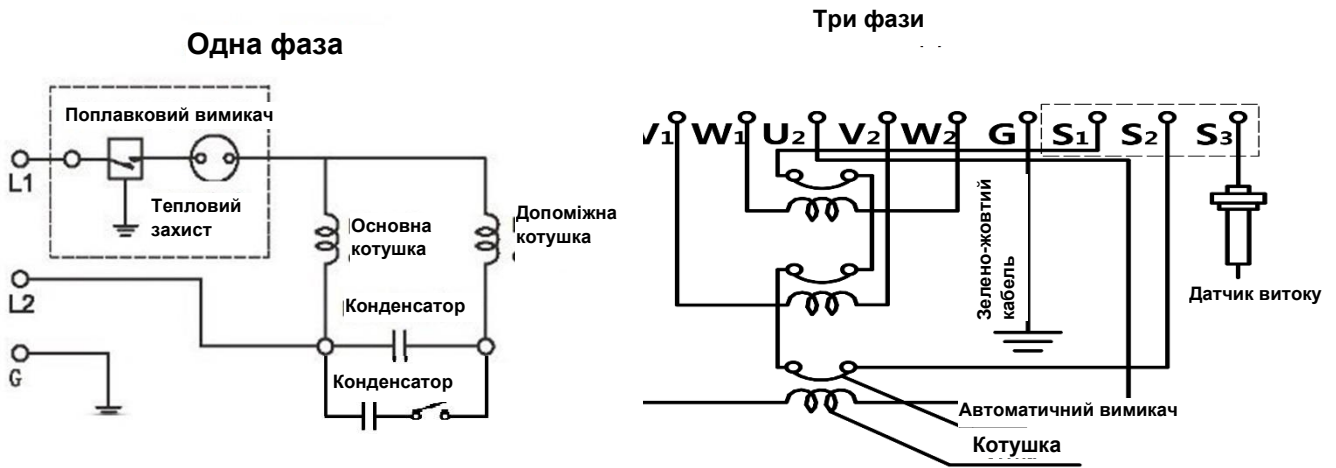 Одна фаза
Поплавковий вимикач
L1
Тепловий
захист
Основна
котушка
Допоміжна
котушка
L2
Конденсатор
G
Конденсатор
Три фази
V1 W1 U2 V2 W2 G S1 S2 S3
Зелено-жовтий
кабель
Датчик витоку
Автоматичний вимикач
Котушка